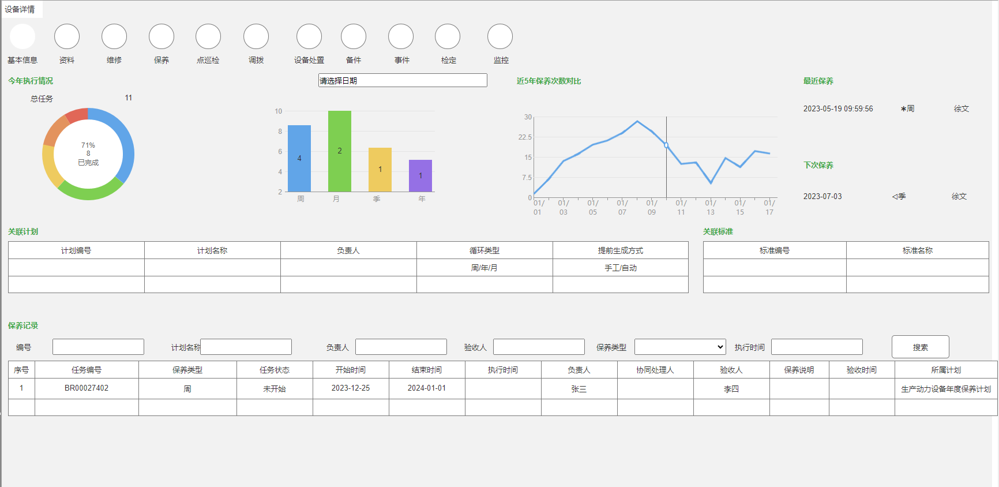 设备详情
基本信息 资料 维修 保养 点巡检 调拨 设备处置 备件 事件 检定 监控
今年执行情况
请选择日期
总任务 11
71%
8
已完成
10
8
6
4
2
4 2 1 1
周 月 季 年
近5年保养次数对比
30
22.5
15
7.5
0
01/01 01/03 01/05 01/07 01/09 01/11 01/13 01/15 01/17
最近保养
2023-05-19 09:59:56 ∗周 徐文
下次保养
2023-07-03 ◁季 徐文
关联计划
计划编号 计划名称 负责人 循环类型 提前生成方式
周/年/月 手工/自动
关联标准
标准编号 标准名称
保养记录
编号 计划名称 负责人 验收人 保养类型 执行时间 搜索
序号 任务编号 保养类型 任务状态 开始时间 结束时间 执行时间 负责人 协同处理人 验收人 保养说明 验收时间 所属计划
1 BR00027402 周 未开始 2023-12-25 2024-01-01 张三 李四 生产动力设备年度保养计划